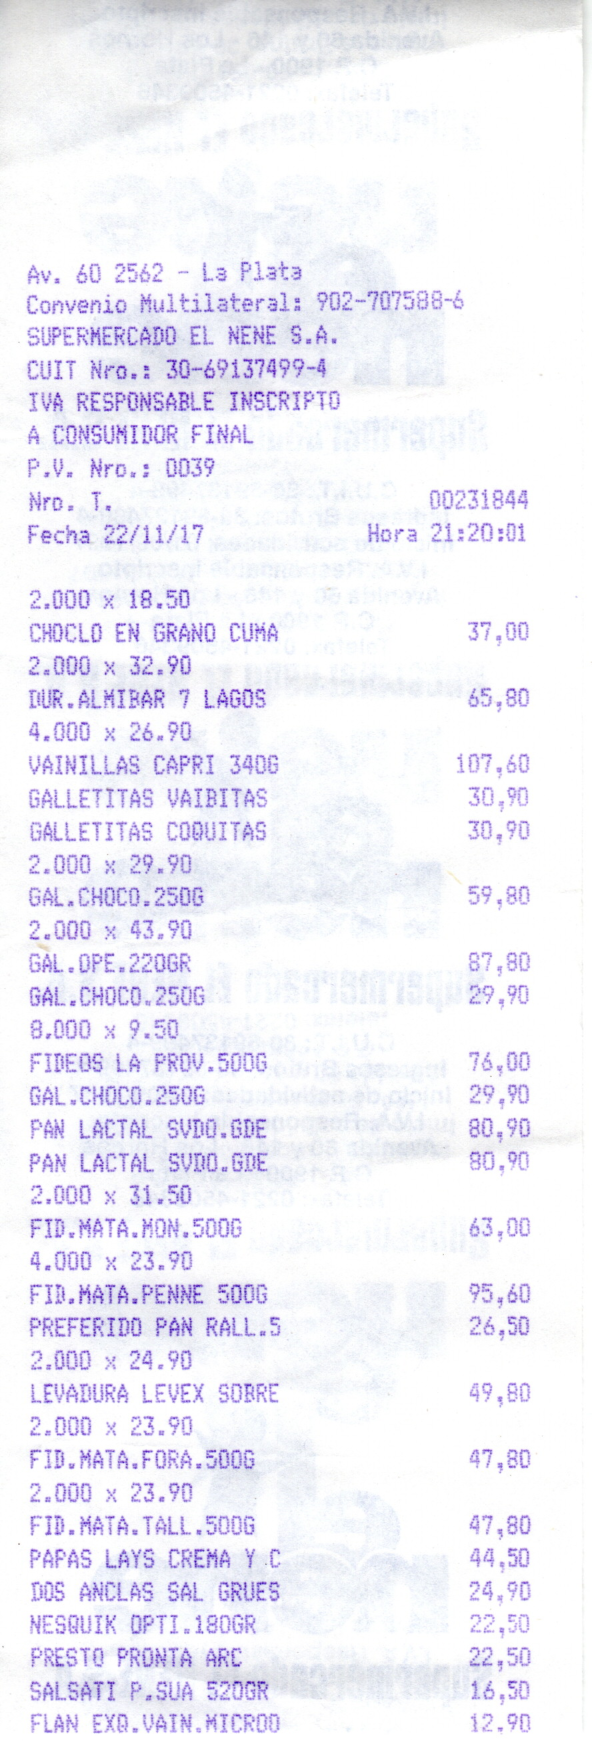 Av. 60 2562 - La Plata
Convenio Multilateral: 902-707588-6
SUPERMERCADO EL NENE S.A.
CUIT Nro.: 30-69137499-4
IVA RESPONSABLE INSCRIPTO
A CONSUMIDOR FINAL
P.V. Nro.: 0039
Nro. T. 00231844
Fecha 22/11/17 Hora 21:20:01
2.000 x 18.50
CHOCLO EN GRANO CUMA 37,00
2.000 x 32.90
DUR.ALMIBAR 7 LAGOS 65,80
4.000 x 26.90
VAINILLAS CAPRI 340G 107,60
GALLETITAS VAIBITAS 30,90
GALLETITAS COQUITAS 30,90
2.000 x 29.90
GAL.CHOCO.250G 59,80
2.000 x 43.90
GAL.OPE.220GR 87,80
GAL.CHOCO.250G 29,90
8.000 x 9.50
FIDEOS LA PROV.500G 76,00
GAL.CHOCO.250G 29,90
PAN LACTAL SVDO.GDE 80,90
PAN LACTAL SVDO.GDE 80,90
2.000 x 31.50
FID.MATA.MON.500G 63,00
4.000 x 23.90
FID.MATA.PENNE 500G 95,60
PREFERIDO PAN RALL.5 26,50
2.000 x 24.90
LEVADURA LEVEX SOBRE 49,80
2.000 x 23.90
FID.MATA.FORA.500G 47,80
2.000 x 23.90
FID.MATA.TALL.500G 47,80
PAPAS LAYS CREMA Y C 44,50
DOS ANCLAS SAL GRUES 24,90
NESQUIK OPTI.180GR 22,50
PRESTO PRONTA ARC 22,50
SALSATI P.SUA 520GR 16,50
FLAN EXQ.VAIN.MICROO 12,90